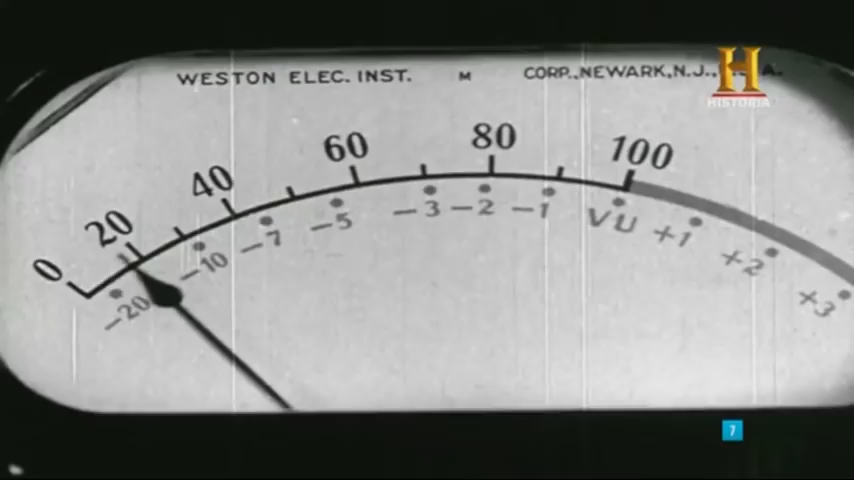 WESTON ELEC. INST. M CORP., NEWARK, N.J.,
H
HISTORIA
0 20 40 60 80 100
-20 -10 -7 -5 -3 -2 -1 VU +1 +2 +3
7